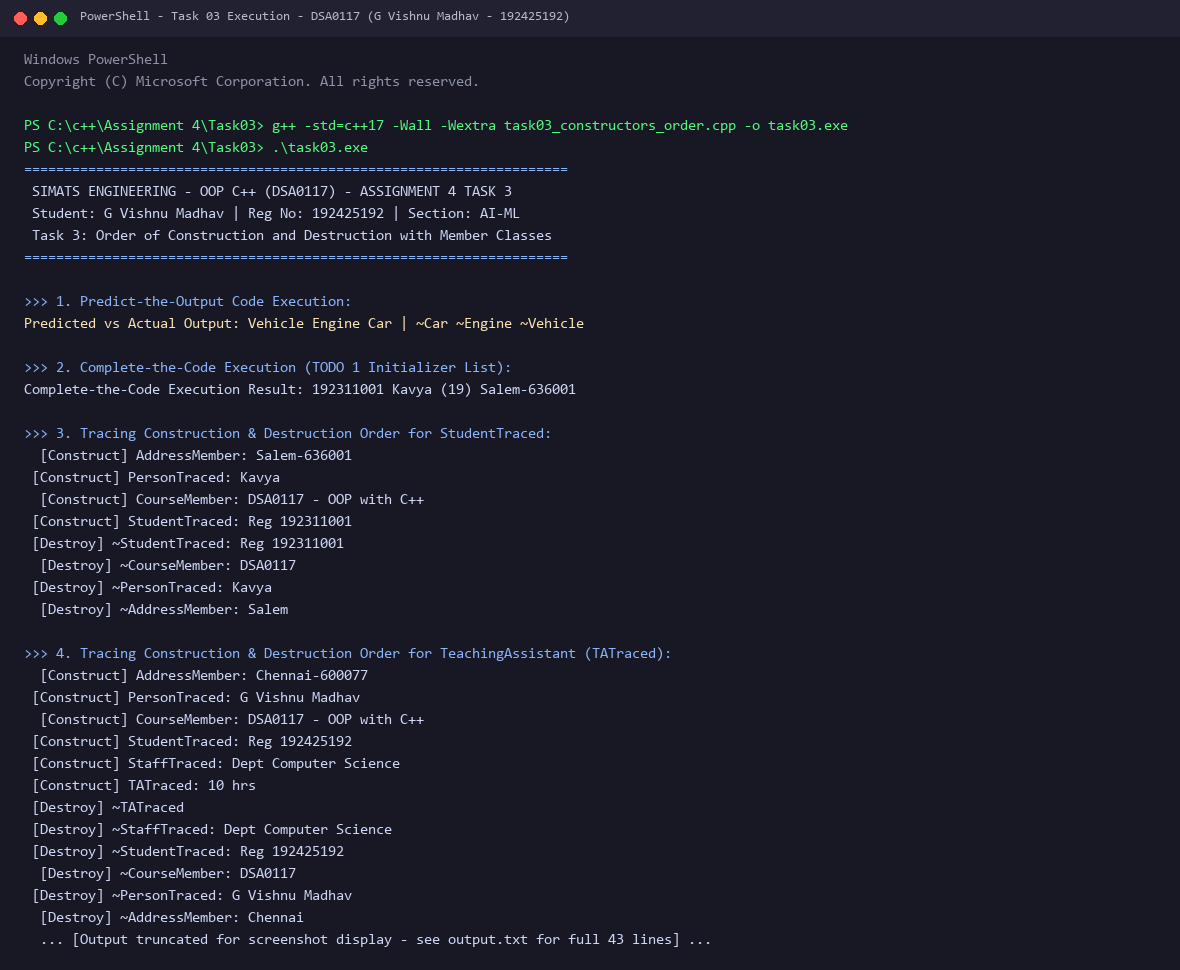 PowerShell - Task 03 Execution - DSA0117 (G Vishnu Madhav - 192425192)
Windows PowerShell
Copyright (C) Microsoft Corporation. All rights reserved.
PS C:\c++\Assignment 4\Task03> g++ -std=c++17 -Wall -Wextra task03_constructors_order.cpp -o task03.exe
PS C:\c++\Assignment 4\Task03> .\task03.exe
====================================================================
SIMATS ENGINEERING - OOP C++ (DSA0117) - ASSIGNMENT 4 TASK 3
Student: G Vishnu Madhav | Reg No: 192425192 | Section: AI-ML
Task 3: Order of Construction and Destruction with Member Classes
====================================================================
>>> 1. Predict-the-Output Code Execution:
Predicted vs Actual Output: Vehicle Engine Car | ~Car ~Engine ~Vehicle
>>> 2. Complete-the-Code Execution (TODO 1 Initializer List):
Complete-the-Code Execution Result: 192311001 Kavya (19) Salem-636001
>>> 3. Tracing Construction & Destruction Order for StudentTraced:
[Construct] AddressMember: Salem-636001
[Construct] PersonTraced: Kavya
[Construct] CourseMember: DSA0117 - OOP with C++
[Construct] StudentTraced: Reg 192311001
[Destroy] ~StudentTraced: Reg 192311001
[Destroy] ~CourseMember: DSA0117
[Destroy] ~PersonTraced: Kavya
[Destroy] ~AddressMember: Salem
>>> 4. Tracing Construction & Destruction Order for TeachingAssistant (TATraced):
[Construct] AddressMember: Chennai-600077
[Construct] PersonTraced: G Vishnu Madhav
[Construct] CourseMember: DSA0117 - OOP with C++
[Construct] StudentTraced: Reg 192425192
[Construct] StaffTraced: Dept Computer Science
[Construct] TATraced: 10 hrs
[Destroy] ~TATraced
[Destroy] ~StaffTraced: Dept Computer Science
[Destroy] ~StudentTraced: Reg 192425192
[Destroy] ~CourseMember: DSA0117
[Destroy] ~PersonTraced: G Vishnu Madhav
[Destroy] ~AddressMember: Chennai
... [Output truncated for screenshot display - see output.txt for full 43 lines] ...